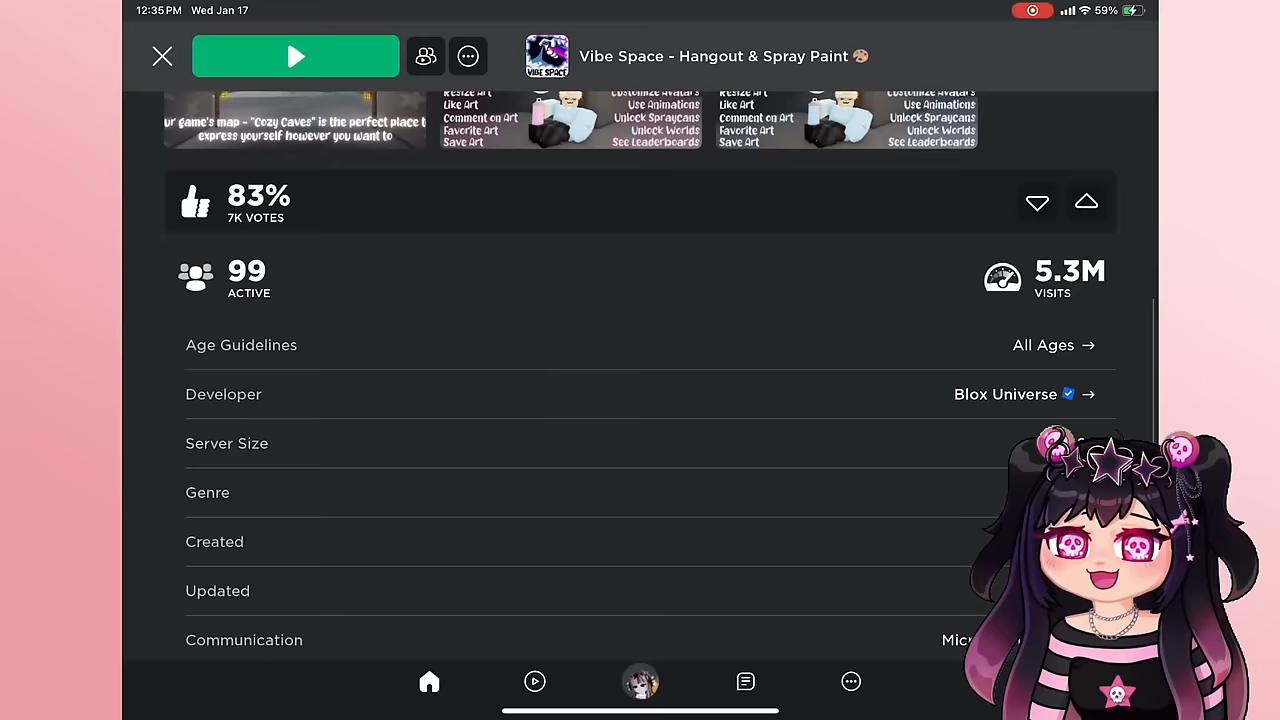 12:35 PM Wed Jan 17
59%
VIBE SPACE
Vibe Space - Hangout & Spray Paint 🎨
ur game's map - "Cozy Caves" is the perfect place t
express yourself however you want to
Resize Art
Customize Avatars
Like Art
Use Animations
Comment on Art
Unlock Spraycans
Favorite Art
Unlock Worlds
Save Art
See Leaderboards
Resize Art
Customize Avatars
Like Art
Use Animations
Comment on Art
Unlock Spraycans
Favorite Art
Unlock Worlds
Save Art
See Leaderboards
83%
7K VOTES
99
ACTIVE
5.3M
VISITS
Age Guidelines
All Ages →
Developer
Blox Universe →
Server Size
Genre
Created
Updated
Communication
Mic